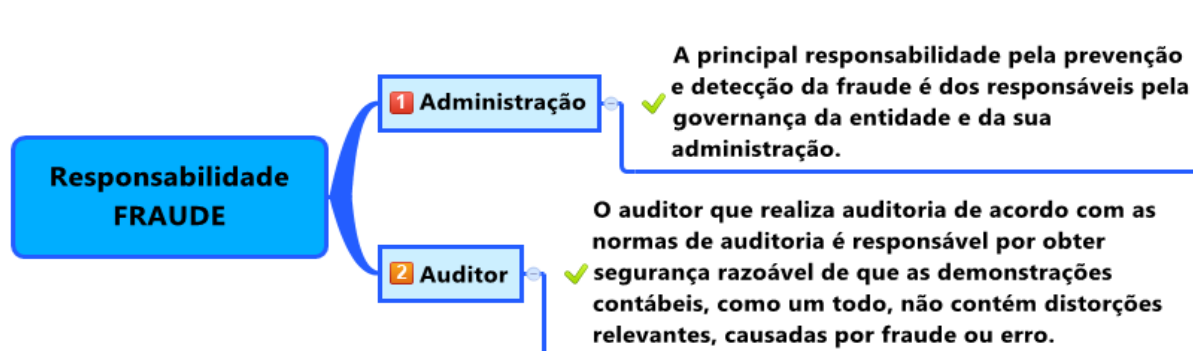 Responsabilidade
FRAUDE
1 Administração
A principal responsabilidade pela prevenção
e detecção da fraude é dos responsáveis pela
governança da entidade e da sua
administração.
2 Auditor
O auditor que realiza auditoria de acordo com as
normas de auditoria é responsável por obter
segurança razoável de que as demonstrações
contábeis, como um todo, não contém distorções
relevantes, causadas por fraude ou erro.